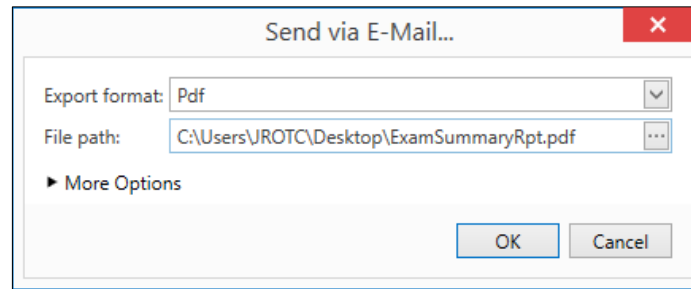 Send via E-Mail...
Export format: Pdf
File path: C:\Users\JROTC\Desktop\ExamSummaryRpt.pdf
More Options
OK Cancel